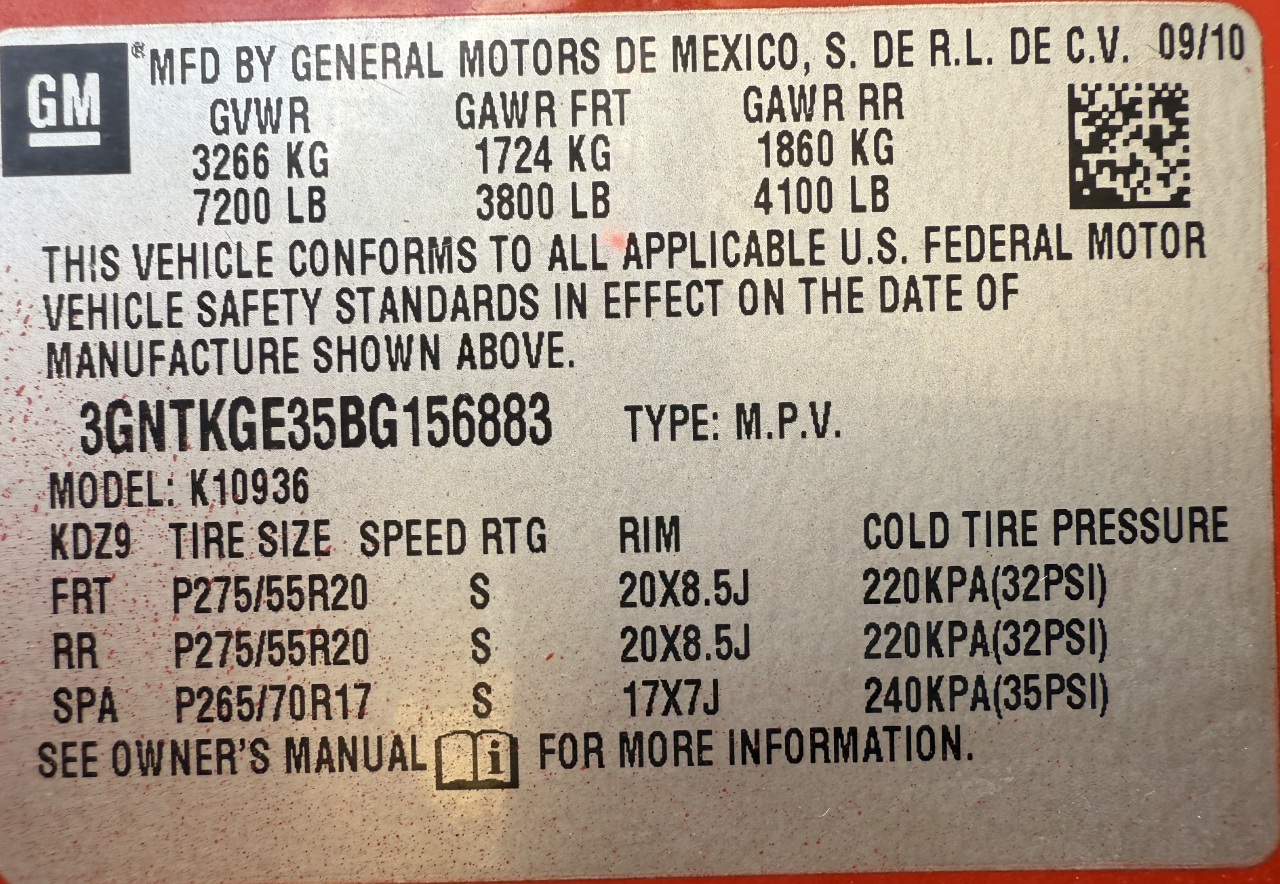 GM
® MFD BY GENERAL MOTORS DE MEXICO, S. DE R.L. DE C.V. 09/10
GVWR GAWR FRT GAWR RR
3266 KG 1724 KG 1860 KG
7200 LB 3800 LB 4100 LB
THIS VEHICLE CONFORMS TO ALL APPLICABLE U.S. FEDERAL MOTOR
VEHICLE SAFETY STANDARDS IN EFFECT ON THE DATE OF
MANUFACTURE SHOWN ABOVE.
3GNTKGE35BG156883 TYPE: M.P.V.
MODEL: K10936
KDZ9 TIRE SIZE SPEED RTG RIM COLD TIRE PRESSURE
FRT P275/55R20 S 20X8.5J 220KPA(32PSI)
RR P275/55R20 S 20X8.5J 220KPA(32PSI)
SPA P265/70R17 S 17X7J 240KPA(35PSI)
SEE OWNER'S MANUAL i FOR MORE INFORMATION.